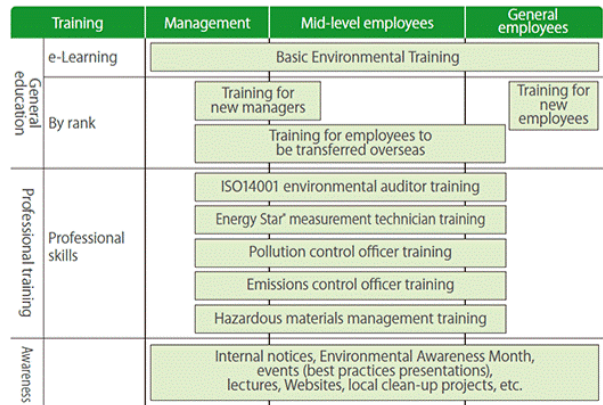 Training
Management
Mid-level employees
General
employees
General
education
e-Learning
Basic Environmental Training
By rank
Training for
new managers
Training for
new
employees
Training for employees to
be transferred overseas
Professional training
Professional
skills
ISO14001 environmental auditor training
Energy Star® measurement technician training
Pollution control officer training
Emissions control officer training
Hazardous materials management training
Awareness
Internal notices, Environmental Awareness Month,
events (best practices presentations),
lectures, Websites, local clean-up projects, etc.